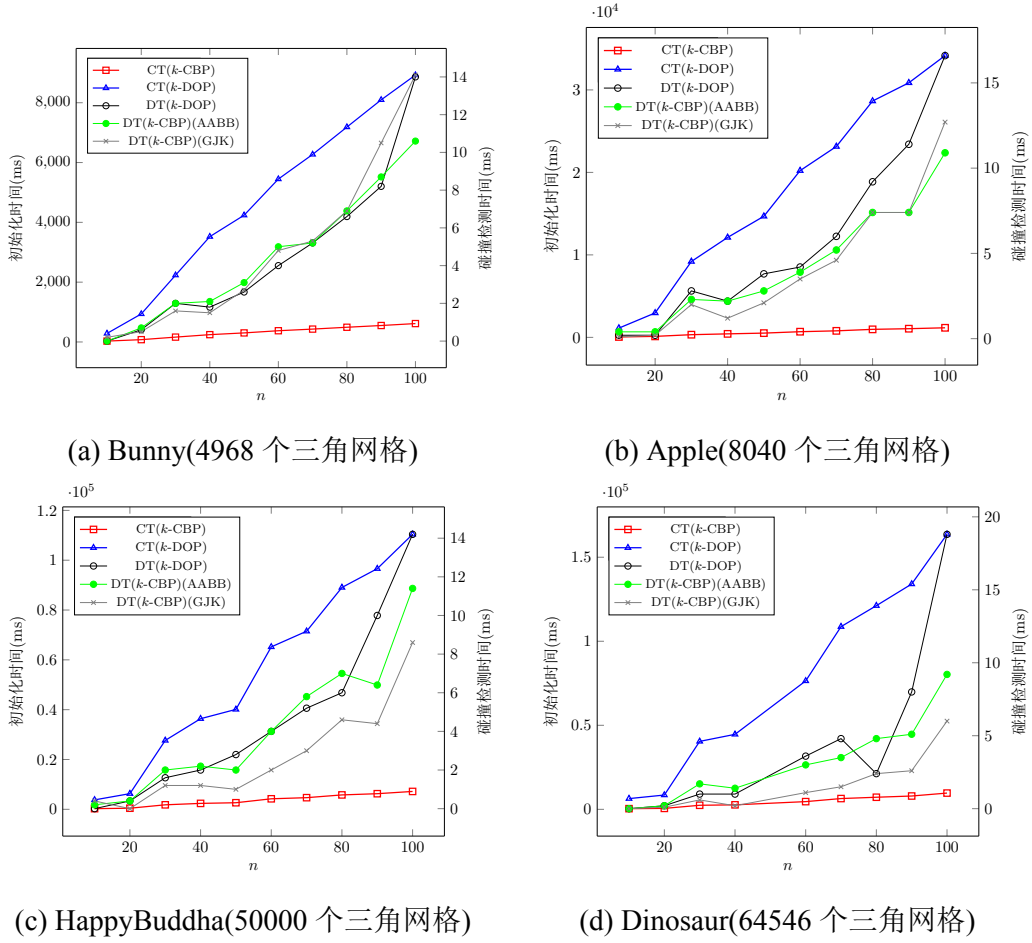 ·10⁴
CT(k-CBP)
CT(k-DOP)
DT(k-DOP)
DT(k-CBP)(AABB)
DT(k-CBP)(GJK)
8,000
6,000
4,000
2,000
0
初始化时间(ms)
14
12
10
8
6
4
2
0
碰撞检测时间(ms)
20 40 60 80 100
n
CT(k-CBP)
CT(k-DOP)
DT(k-DOP)
DT(k-CBP)(AABB)
DT(k-CBP)(GJK)
3
2
1
0
初始化时间(ms)
15
10
5
0
碰撞检测时间(ms)
20 40 60 80 100
n
(a) Bunny(4968 个三角网格)
(b) Apple(8040 个三角网格)
·10⁵
CT(k-CBP)
CT(k-DOP)
DT(k-DOP)
DT(k-CBP)(AABB)
DT(k-CBP)(GJK)
1.2
1
0.8
0.6
0.4
0.2
0
初始化时间(ms)
14
12
10
8
6
4
2
0
碰撞检测时间(ms)
20 40 60 80 100
n
·10⁵
CT(k-CBP)
CT(k-DOP)
DT(k-DOP)
DT(k-CBP)(AABB)
DT(k-CBP)(GJK)
1.5
1
0.5
0
初始化时间(ms)
20
15
10
5
0
碰撞检测时间(ms)
20 40 60 80 100
n
(c) HappyBuddha(50000 个三角网格)
(d) Dinosaur(64546 个三角网格)